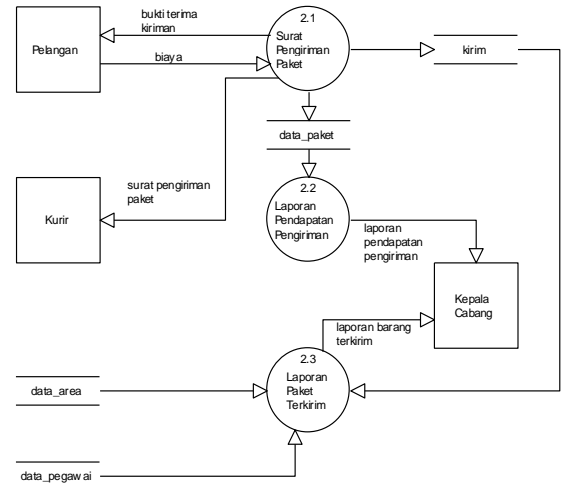 bukti terima
kiriman
2.1
Surat
Pengiriman
Paket
Pelangan
biaya
kirim
data_paket
surat pengiriman
paket
2.2
Laporan
Pendapatan
Pengiriman
Kurir
laporan
pendapatan
pengiriman
Kepala
Cabang
laporan barang
terkirim
2.3
Laporan
Paket
Terkirim
data_area
data_pegawai